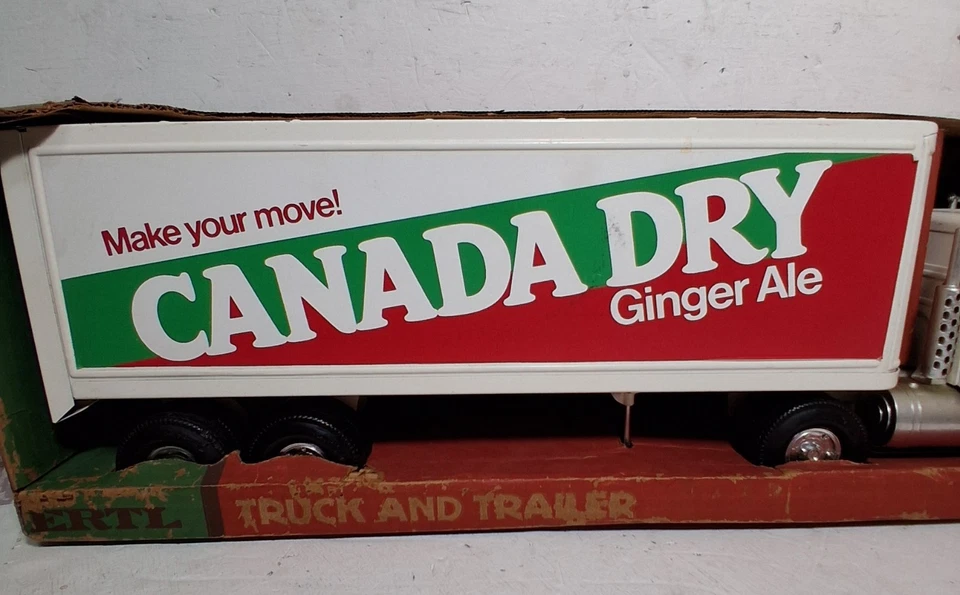 Make your move!
CANADA DRY
Ginger Ale
ERTL TRUCK AND TRAILER